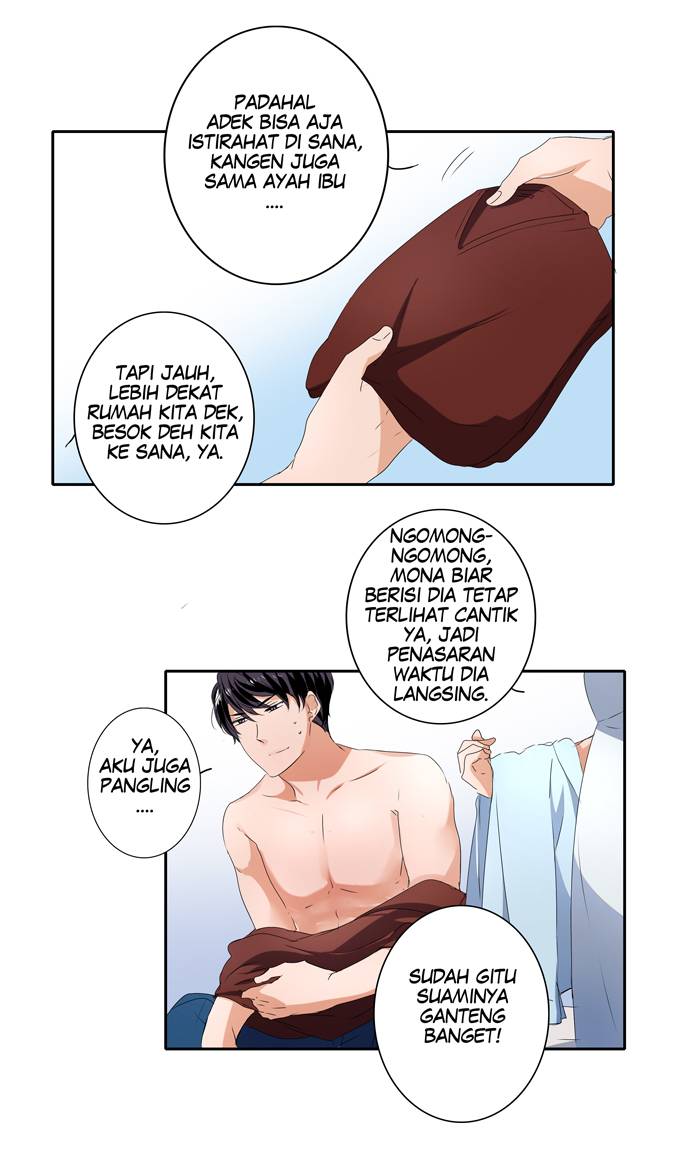 PADAHAL
ADEK BISA AJA
ISTIRAHAT DI SANA,
KANGEN JUGA
SAMA AYAH IBU
....
TAPI JAUH,
LEBIH DEKAT
RUMAH KITA DEK,
BESOK DEH KITA
KE SANA, YA.
NGOMONG-
NGOMONG,
MONA BIAR
BERISI DIA TETAP
TERLIHAT CANTIK
YA, JADI
PENASARAN
WAKTU DIA
LANGSING.
YA,
AKU JUGA
PANGLING
....
SUDAH GITU
SUAMINYA
GANTENG
BANGET!